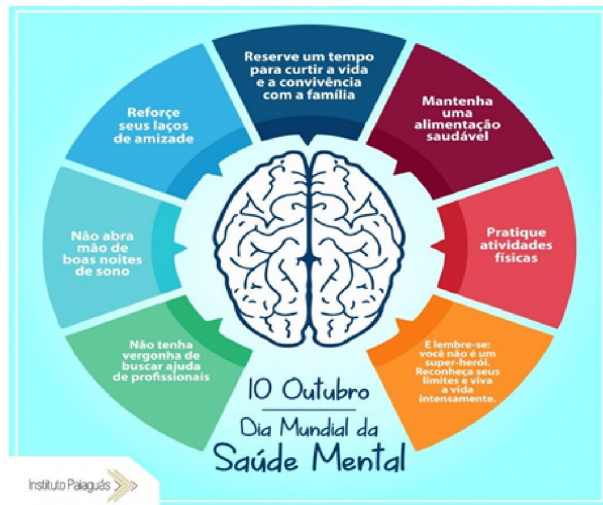 Reserve um tempo
para curtir a vida
e a convivência
com a família
Mantenha
uma
alimentação
saudável
Pratique
atividades
físicas
E lembre-se:
você não é um
super-herói.
Reconheça seus
limites e viva
a vida
intensamente.
Reforçe
seus laços
de amizade
Não abra
mão de
boas noites
de sono
Não tenha
vergonha de
buscar ajuda
de profissionais
10 Outubro
Dia Mundial da
Saúde Mental
Instituto Paiaguás